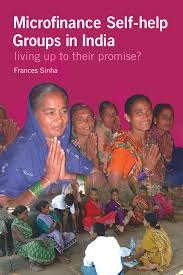 Microfinance Self-help
Groups in India
living up to their promise?
Frances Sinha